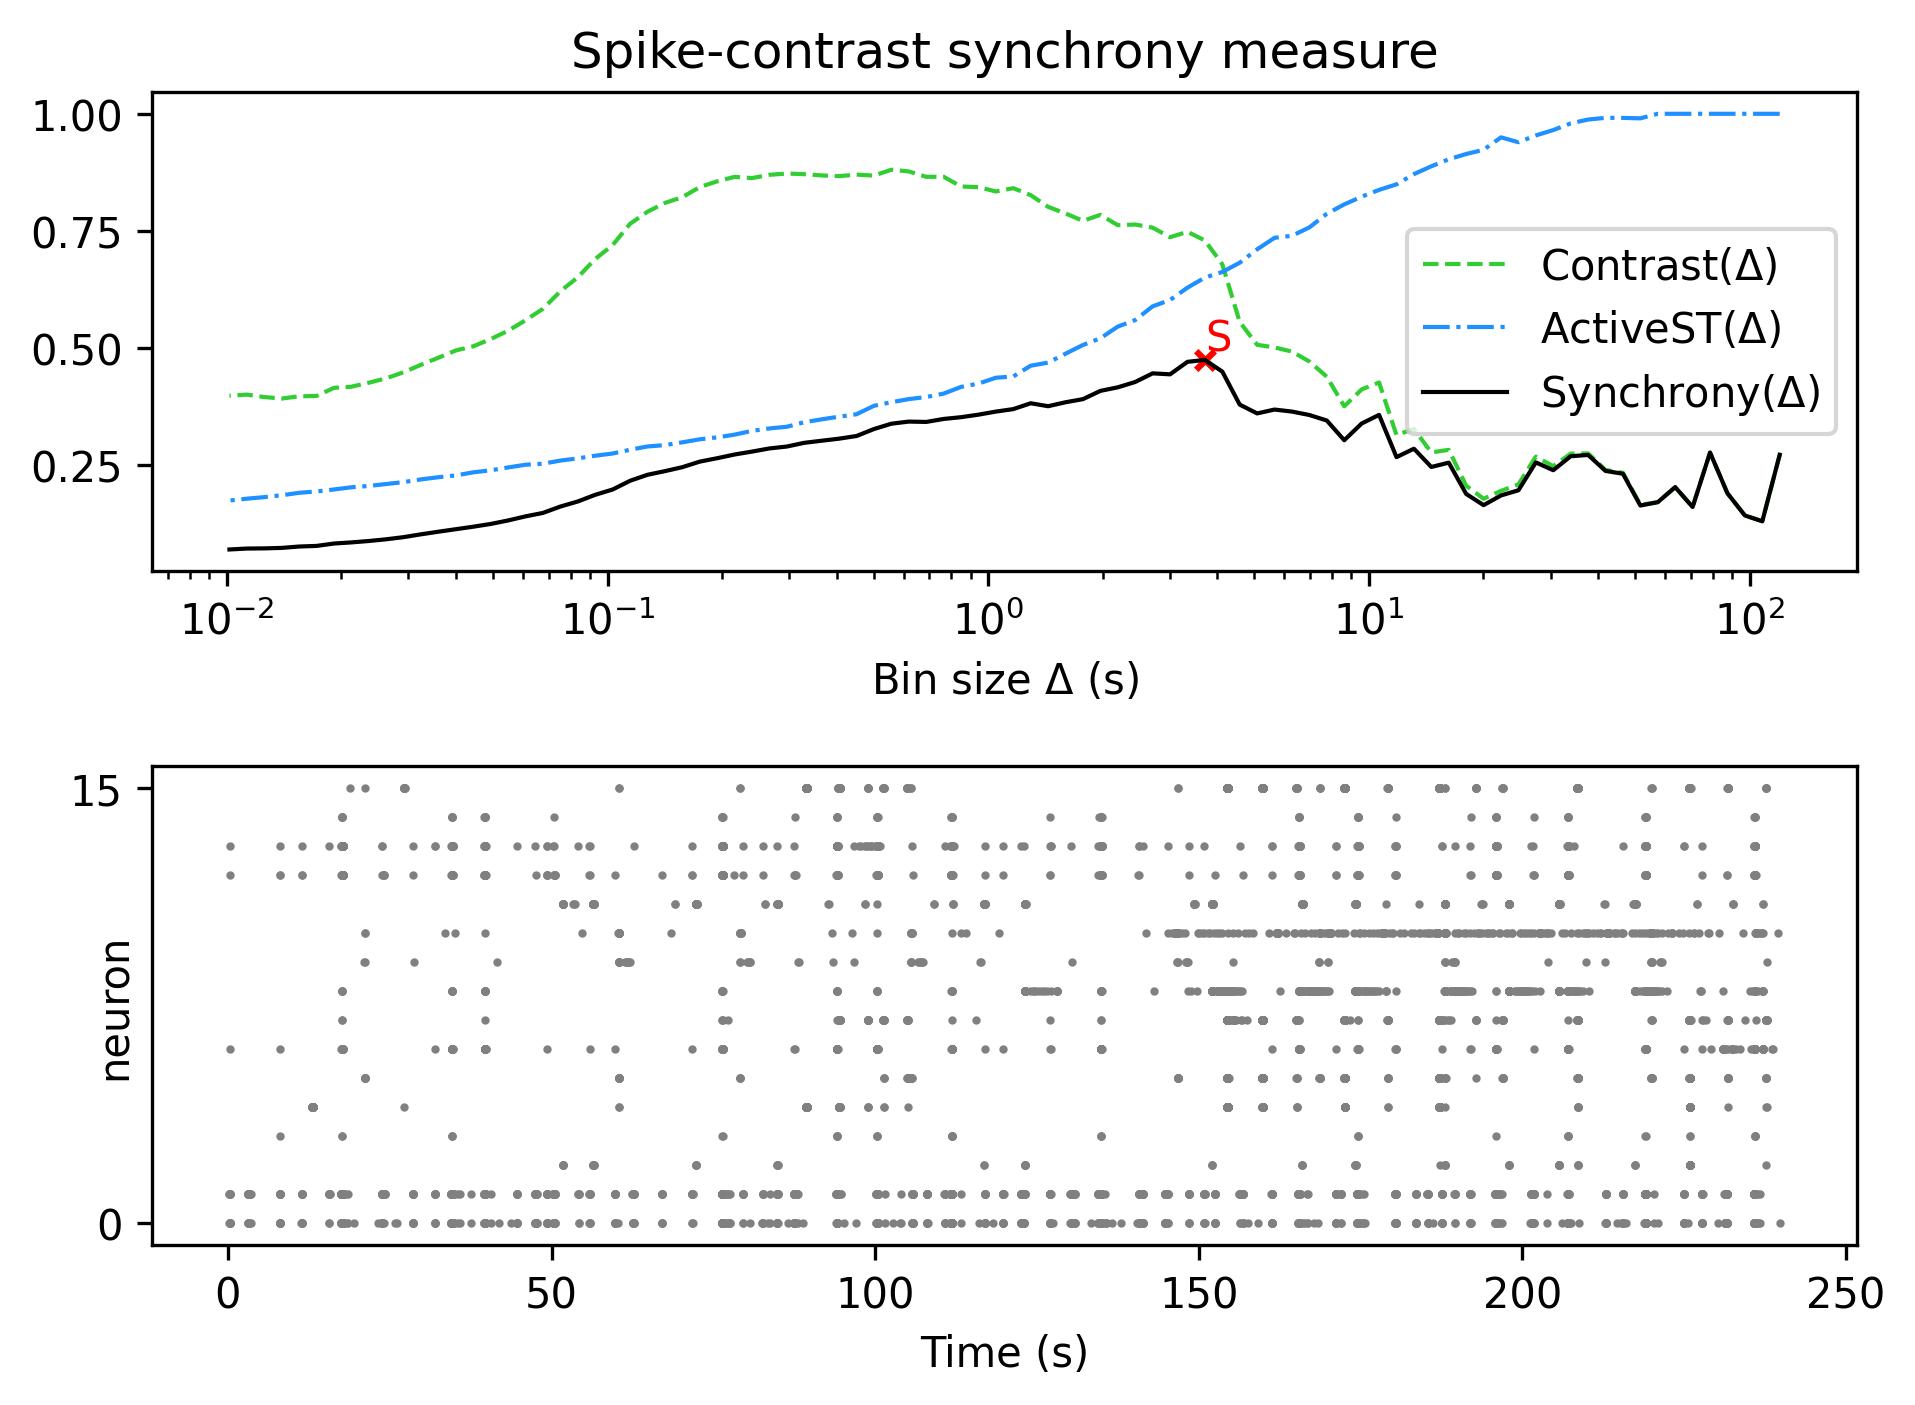 Spike-contrast synchrony measure
1.00
0.75
0.50
0.25
S
Contrast(Δ)
ActiveST(Δ)
Synchrony(Δ)
10⁻² 10⁻¹ 10⁰ 10¹ 10²
Bin size Δ (s)
15
neuron
0
0 50 100 150 200 250
Time (s)